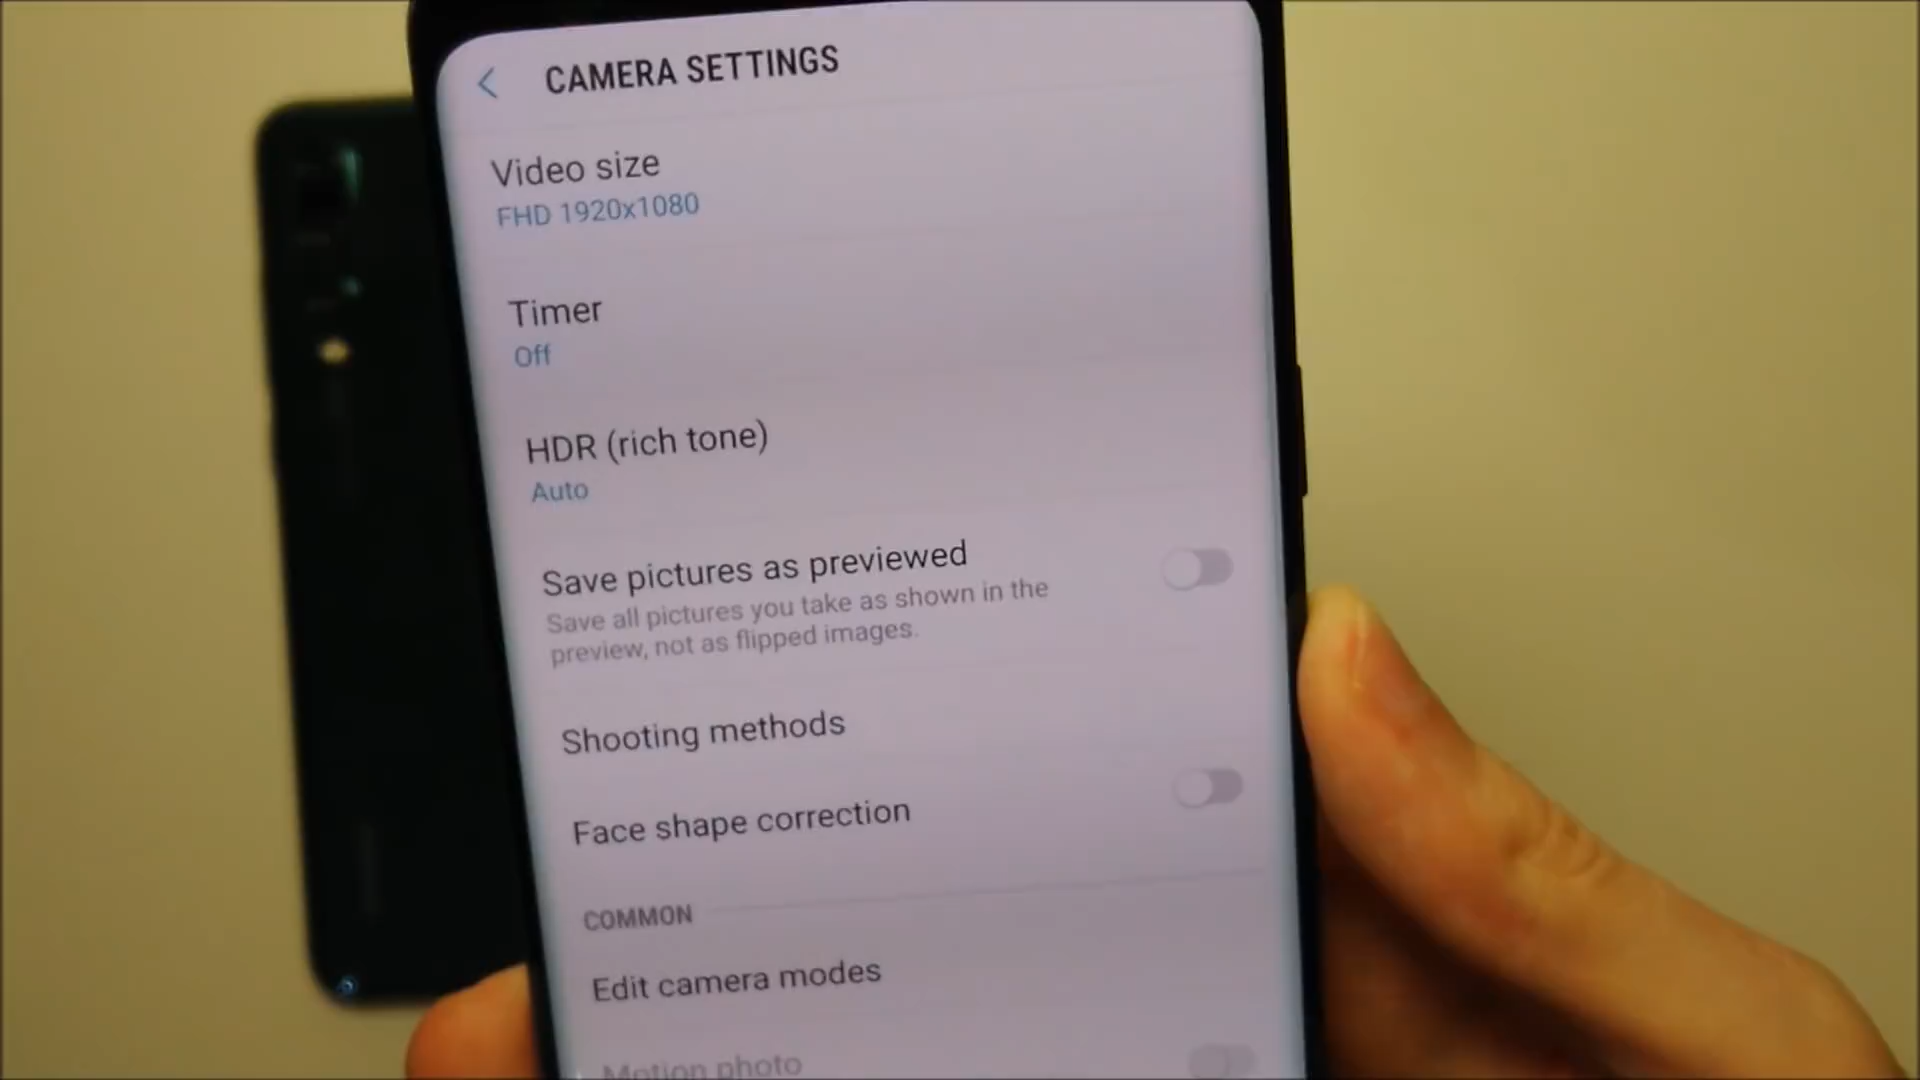 CAMERA SETTINGS
Video size
FHD 1920x1080
Timer
Off
HDR (rich tone)
Auto
Save pictures as previewed
Save all pictures you take as shown in the
preview, not as flipped images.
Shooting methods
Face shape correction
COMMON
Edit camera modes
Motion photo